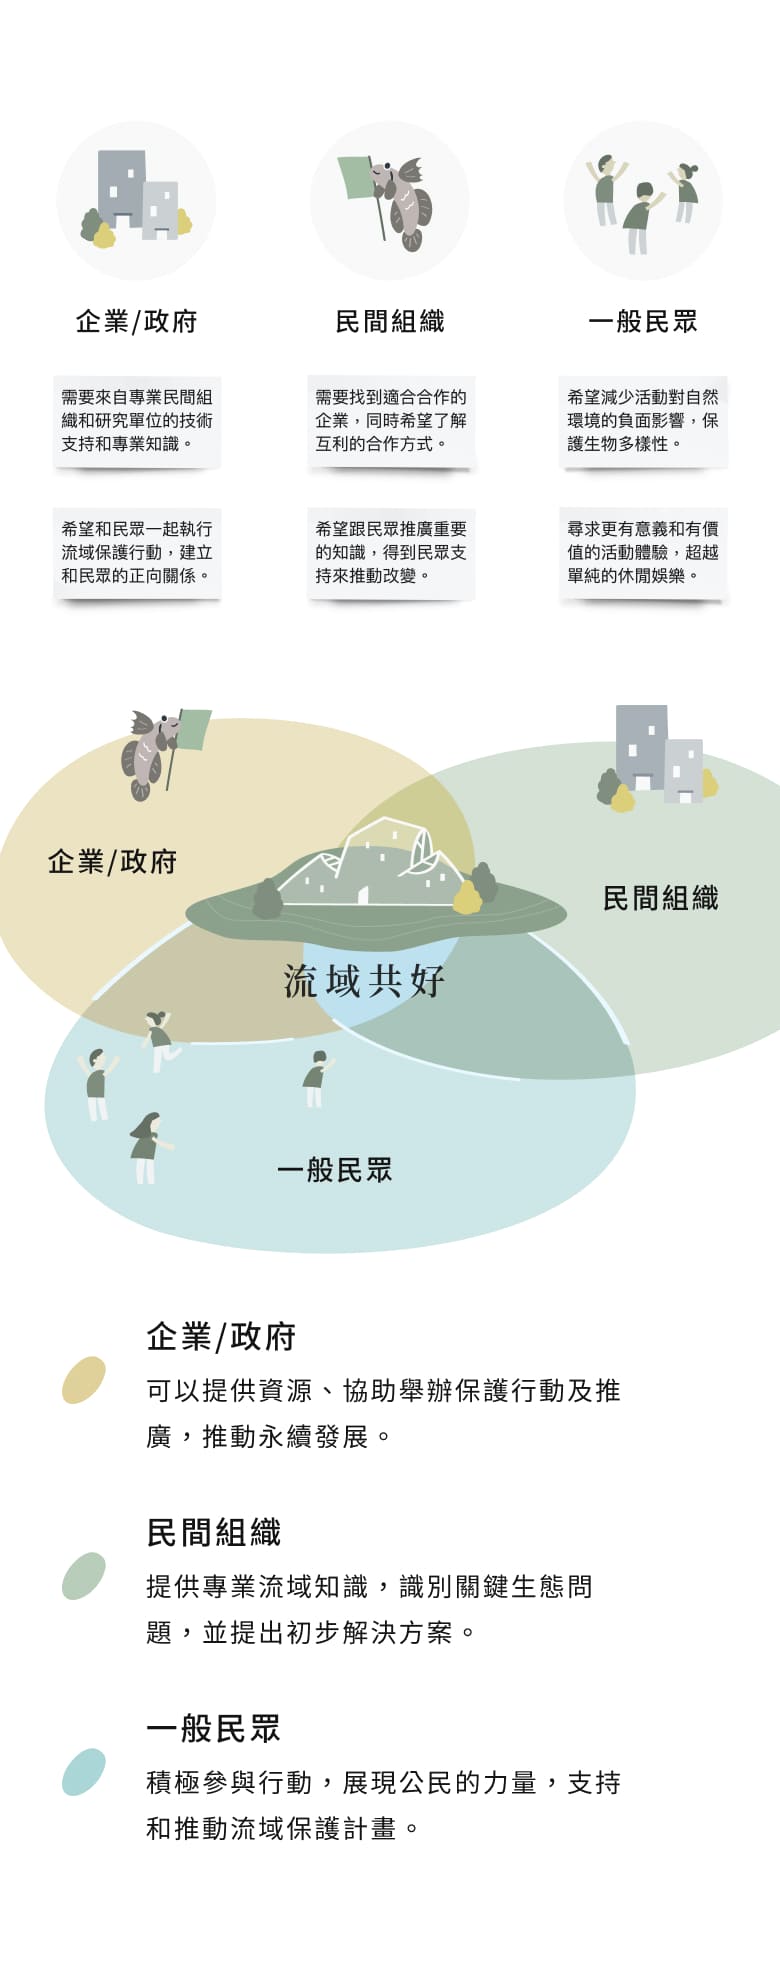 企業/政府
需要來自專業民間組
織和研究單位的技術
支持和專業知識。
希望和民眾一起執行
流域保護行動，建立
和民眾的正向關係。
民間組織
需要找到適合合作的
企業，同時希望了解
互利的合作方式。
希望跟民眾推廣重要
的知識，得到民眾支
持來推動改變。
一般民眾
希望減少活動對自然
環境的負面影響，保
護生物多樣性。
尋求更有意義和有價
值的活動體驗，超越
單純的休閒娛樂。
企業/政府
民間組織
流域共好
一般民眾
企業/政府
可以提供資源、協助舉辦保護行動及推
廣，推動永續發展。
民間組織
提供專業流域知識，識別關鍵生態問
題，並提出初步解決方案。
一般民眾
積極參與行動，展現公民的力量，支持
和推動流域保護計畫。